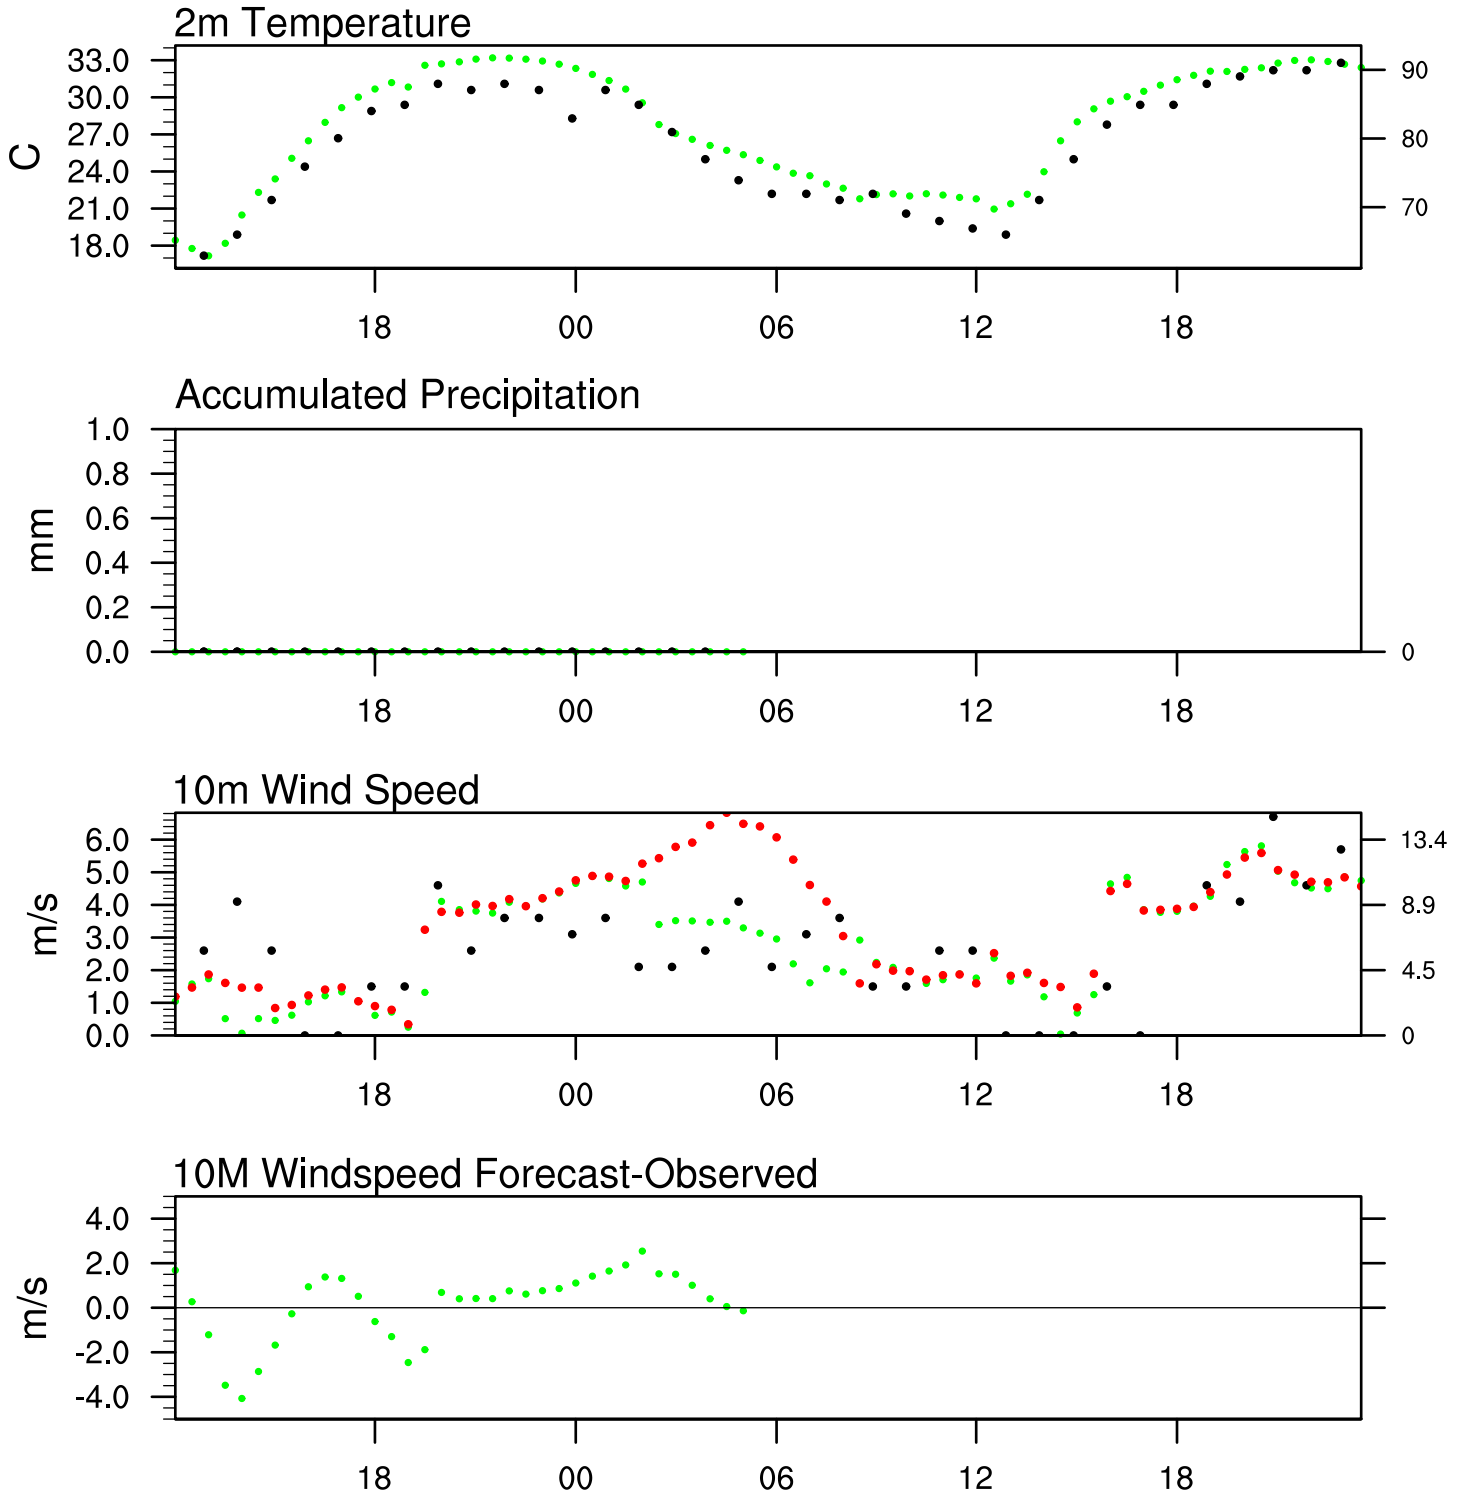 2m Temperature
33.0
30.0
27.0
24.0
21.0
18.0
C
90
80
70
18 00 06 12 18
Accumulated Precipitation
1.0
0.8
0.6
0.4
0.2
0.0
mm
0
18 00 06 12 18
10m Wind Speed
6.0
5.0
4.0
3.0
2.0
1.0
0.0
m/s
13.4
8.9
4.5
0
18 00 06 12 18
10M Windspeed Forecast-Observed
4.0
2.0
0.0
-2.0
-4.0
m/s
18 00 06 12 18